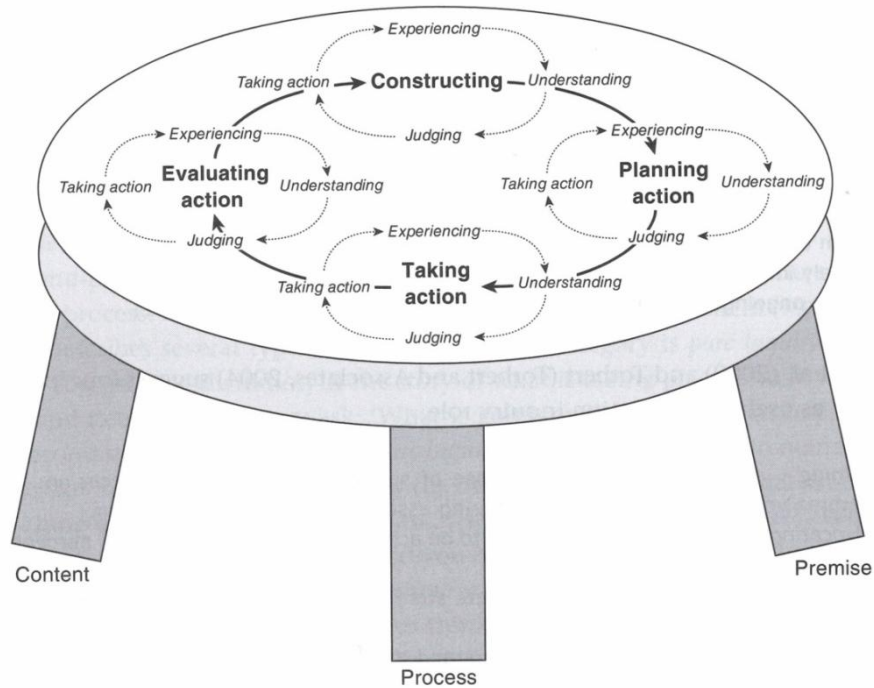 Experiencing
Taking action
Constructing
Understanding
Judging
Experiencing
Taking action
Evaluating
action
Understanding
Judging
Experiencing
Taking action
Planning
action
Understanding
Judging
Experiencing
Taking action
Taking
action
Understanding
Judging
Content
Process
Premise